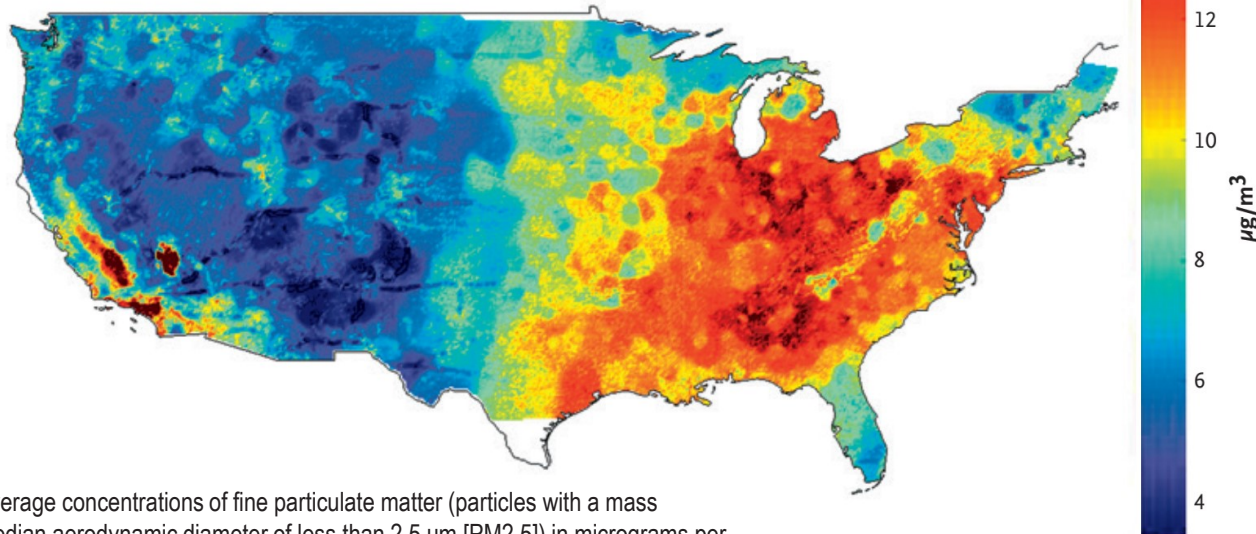 12
10
μg/m³
8
6
4
erage concentrations of fine particulate matter (particles with a mass
edian aerodynamic diameter of less than 2.5 μm [PM2.5]) in micrograms per